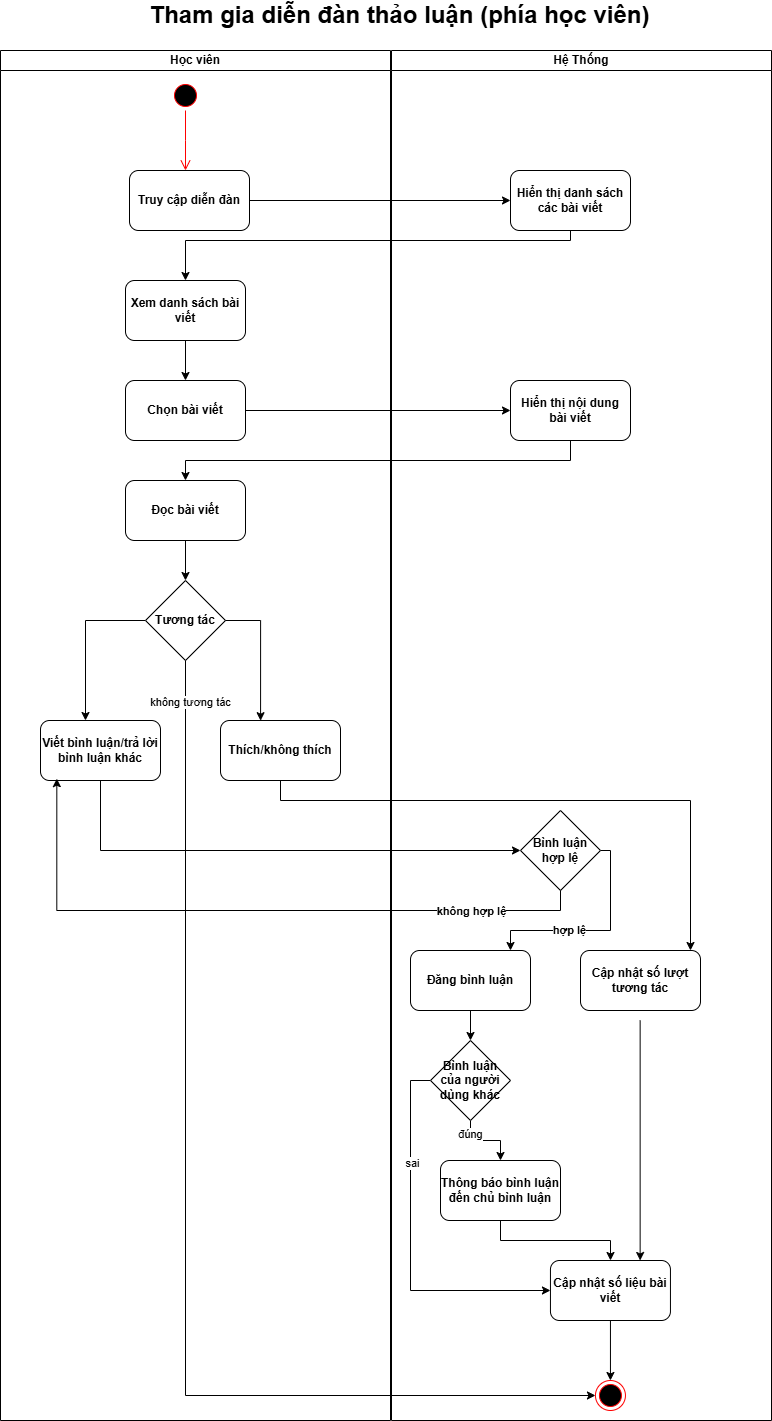 Tham gia diễn đàn thảo luận (phía học viên)
Học viên
Hệ Thống
Truy cập diễn đàn
Hiển thị danh sách
các bài viết
Xem danh sách bài
viết
Chọn bài viết
Hiển thị nội dung
bài viết
Đọc bài viết
Tương tác
không tương tác
Viết bình luận/trả lời
bình luận khác
Thích/không thích
Bình luận
hợp lệ
không hợp lệ
hợp lệ
Đăng bình luận
Cập nhật số lượt
tương tác
Bình luận
của người
dùng khác
đúng
sai
Thông báo bình luận
đến chủ bình luận
Cập nhật số liệu bài
viết